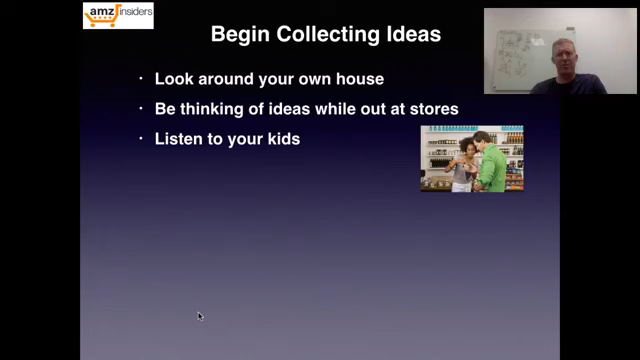 amz insiders
Begin Collecting Ideas
· Look around your own house
· Be thinking of ideas while out at stores
· Listen to your kids